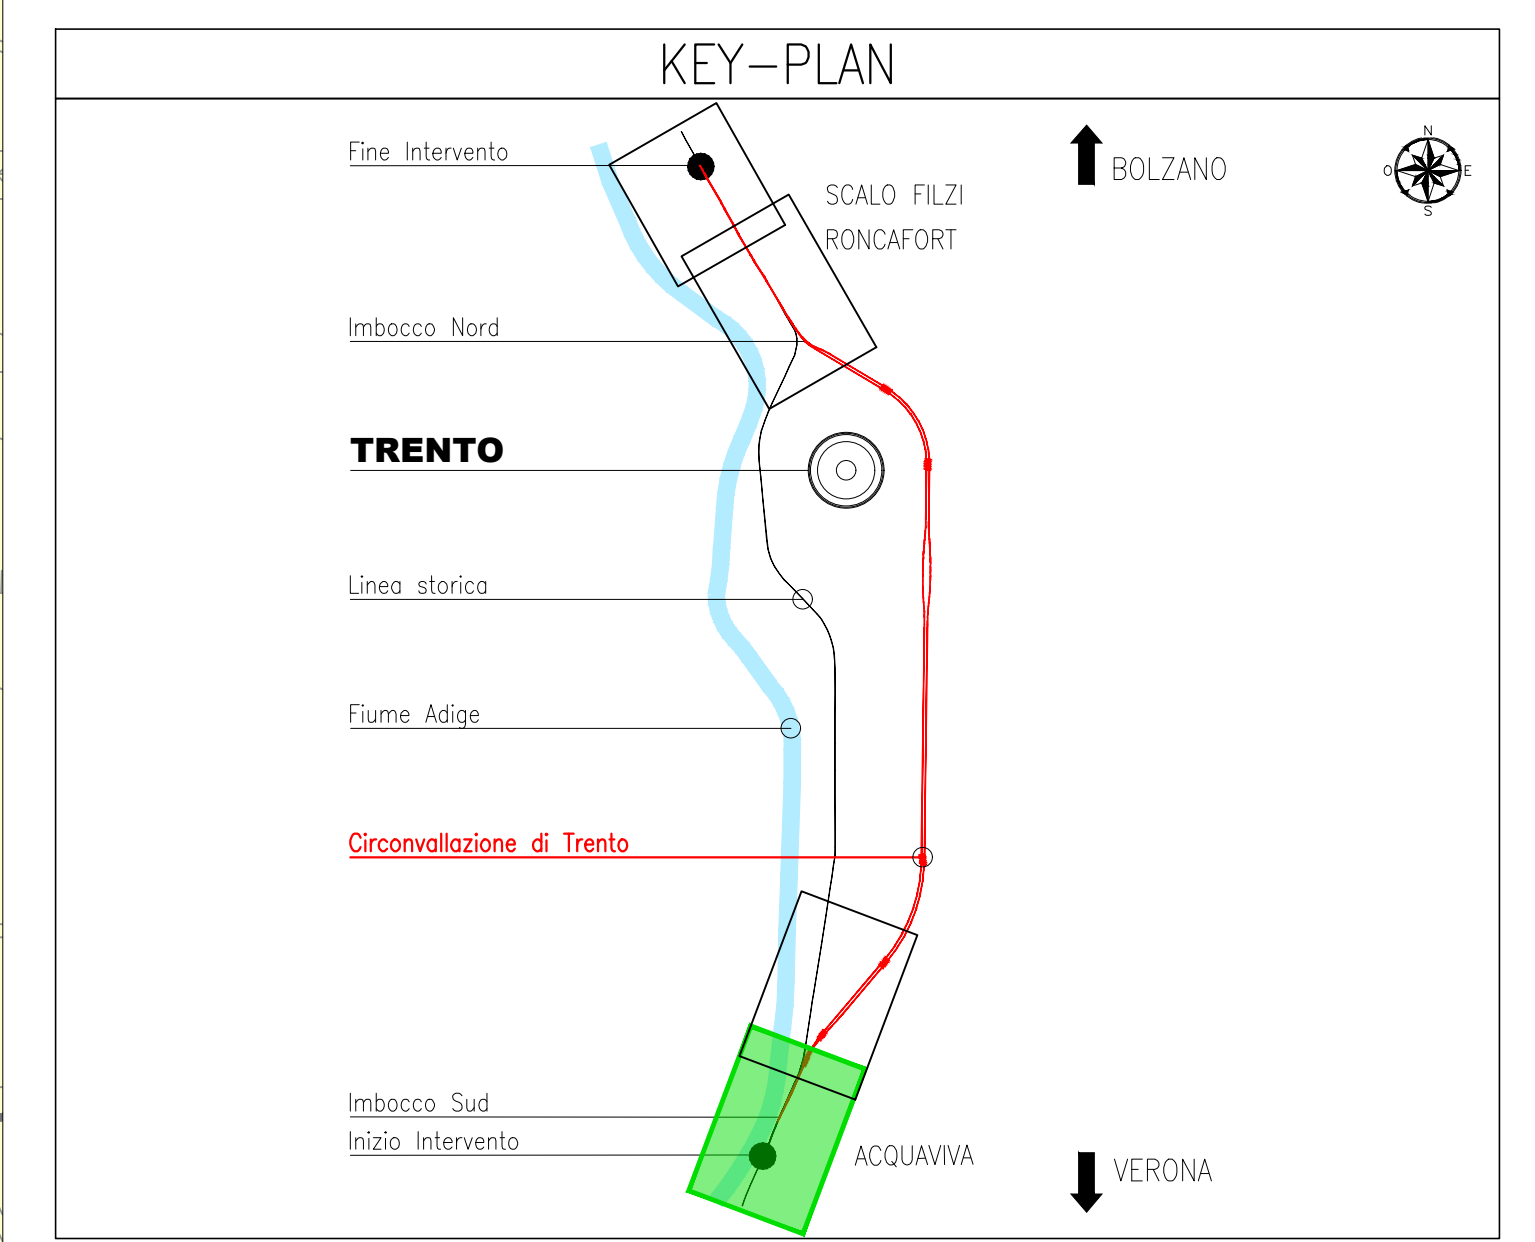 KEY-PLAN
N
O
E
S
Fine Intervento
BOLZANO
SCALO FILZI
RONCAFORT
Imbocco Nord
TRENTO
Linea storica
Fiume Adige
Circonvallazione di Trento
Imbocco Sud
Inizio Intervento
ACQUAVIVA
VERONA